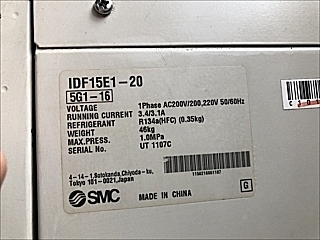 IDF15E1-20
5G1-16
VOLTAGE 1Phase AC200V/200,220V 50/60Hz
RUNNING CURRENT 3.4/3.1A
REFRIGERANT R134a(HFC) (0.35kg)
WEIGHT 46kg
MAX.PRESS. 1.0MPa
SERIAL No. UT 1107C
4-14-1,Sotokanda,Chiyoda-ku,
Tokyo 101-0021,Japan
SMC MADE IN CHINA
G